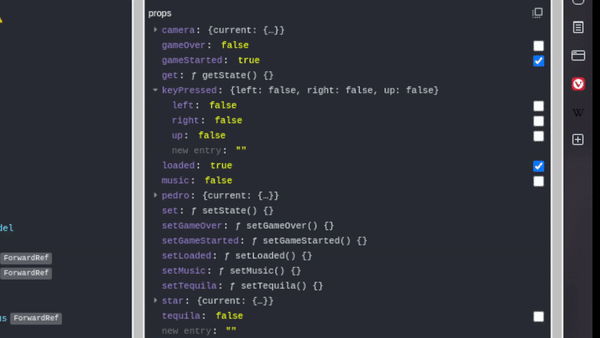 props
camera: {current: {…}}
gameOver: false
gameStarted: true
get: ƒ getState() {}
keyPressed: {left: false, right: false, up: false}
left: false
right: false
up: false
new entry: ""
loaded: true
music: false
pedro: {current: {…}}
set: ƒ setState() {}
setGameOver: ƒ setGameOver() {}
setGameStarted: ƒ setGameStarted() {}
setLoaded: ƒ setLoaded() {}
setMusic: ƒ setMusic() {}
setTequila: ƒ setTequila() {}
star: {current: {…}}
tequila: false
new entry: ""
del
ForwardRef
ForwardRef
us ForwardRef
W